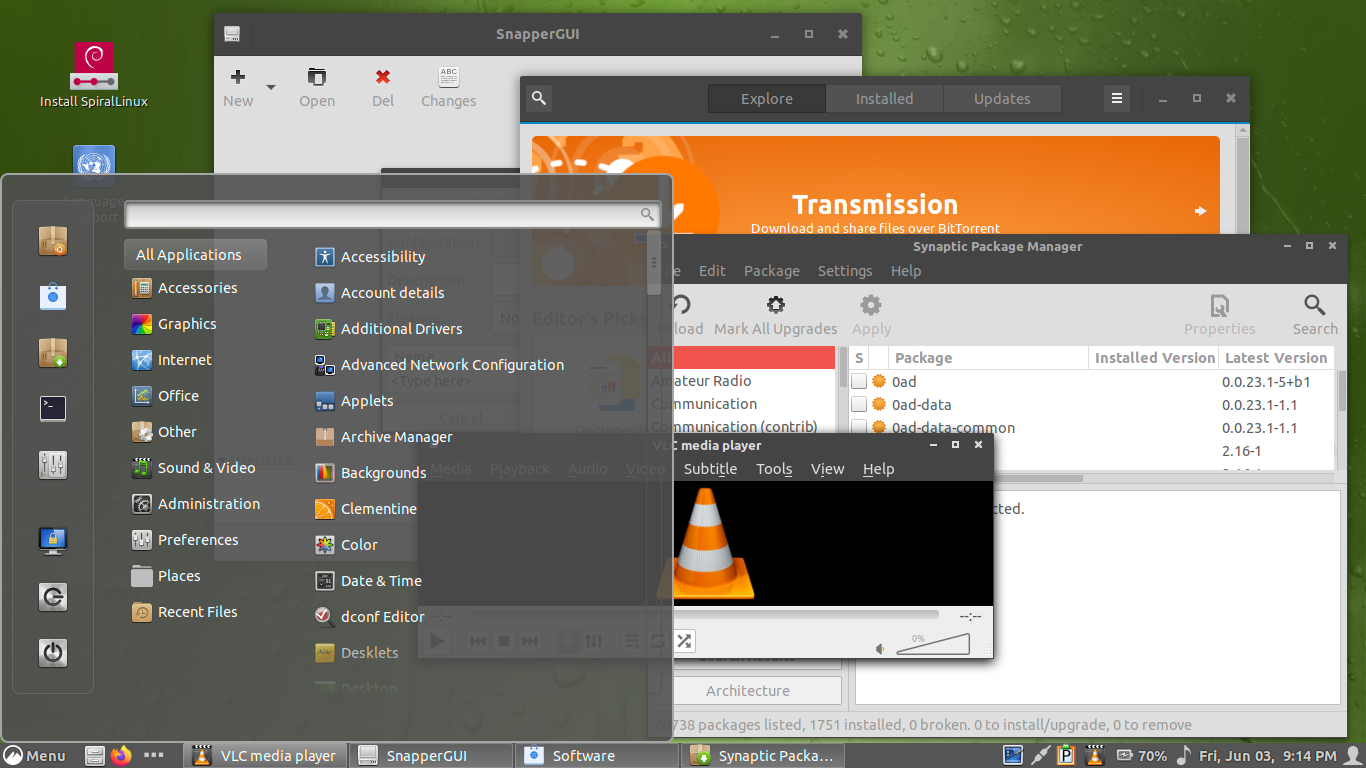 SnapperGUI
New
Open
Del
Changes
Install SpiralLinux
Explore
Installed
Updates
Transmission
Download and share files over BitTorrent
Editor's Picks
Synaptic Package Manager
Edit Package Settings Help
Mark All Upgrades
Apply
Properties
Search
All
Amateur Radio
Communication
Communication (contrib)
S Package Installed Version Latest Version
0ad 0.0.23.1-5+b1
0ad-data 0.0.23.1-1.1
0ad-data-common 0.0.23.1-1.1
2.16-1
Architecture
738 packages listed, 1751 installed, 0 broken. 0 to install/upgrade, 0 to remove
VLC media player
Media Playback Audio Video Subtitle Tools View Help
--:--
--:--
0%
<Type here>
Cancel
All Applications
Accessories
Graphics
Internet
Office
Other
Sound & Video
Administration
Preferences
Places
Recent Files
Accessibility
Account details
Additional Drivers
Advanced Network Configuration
Applets
Archive Manager
Backgrounds
Clementine
Color
Date & Time
dconf Editor
Desklets
Desktop
Menu
VLC media player
SnapperGUI
Software
Synaptic Packa...
70%
Fri, Jun 03, 9:14 PM